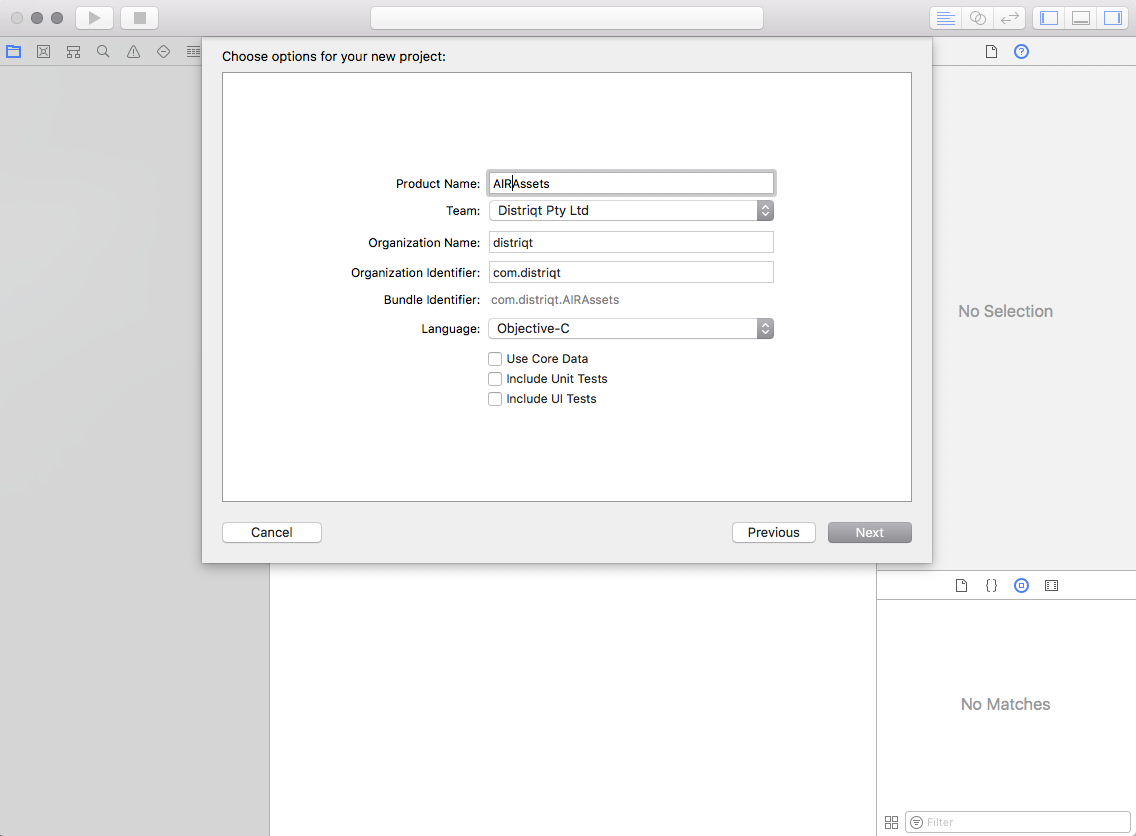 Choose options for your new project:
Product Name: AIRAssets
Team: Distriqt Pty Ltd
Organization Name: distriqt
Organization Identifier: com.distriqt
Bundle Identifier: com.distriqt.AIRAssets
Language: Objective-C
Use Core Data
Include Unit Tests
Include UI Tests
Cancel
Previous
Next
No Selection
No Matches
Filter